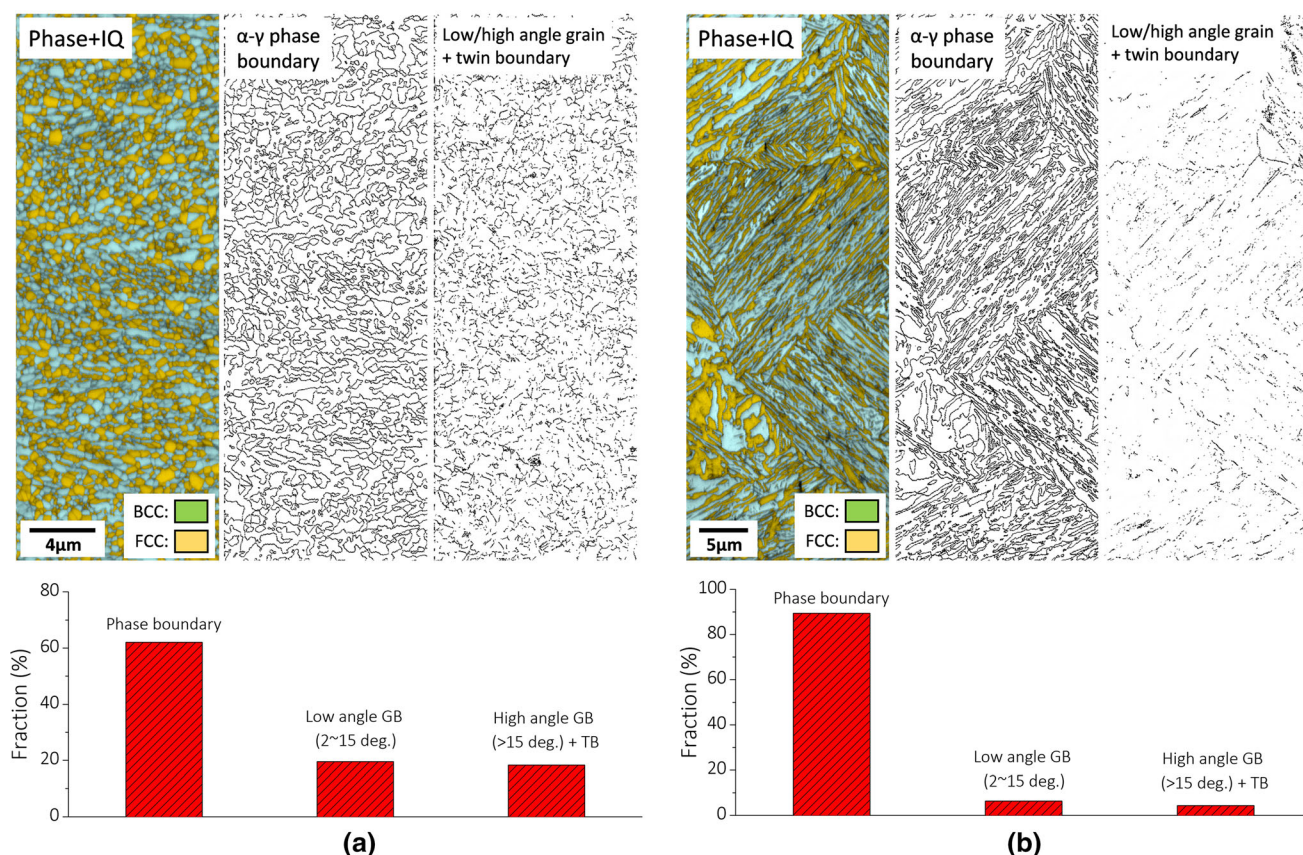 Phase+IQ
α-γ phase
boundary
Low/high angle grain
+ twin boundary
BCC:
FCC:
4μm
80
60
40
20
0
Fraction (%)
Phase boundary
Low angle GB
(2~15 deg.)
High angle GB
(>15 deg.) + TB
(a)
Phase+IQ
α-γ phase
boundary
Low/high angle grain
+ twin boundary
BCC:
FCC:
5μm
100
80
60
40
20
0
Fraction (%)
Phase boundary
Low angle GB
(2~15 deg.)
High angle GB
(>15 deg.) + TB
(b)